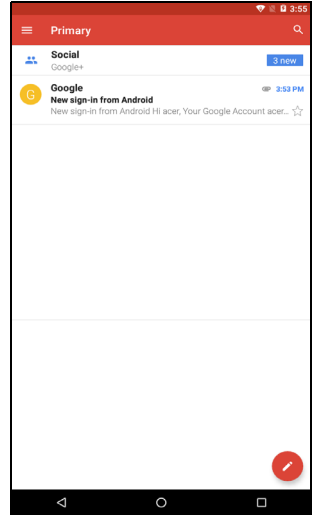 3:55
Primary
Social
Google+
3 new
G
Google
3:53 PM
New sign-in from Android
New sign-in from Android Hi acer, Your Google Account acer...